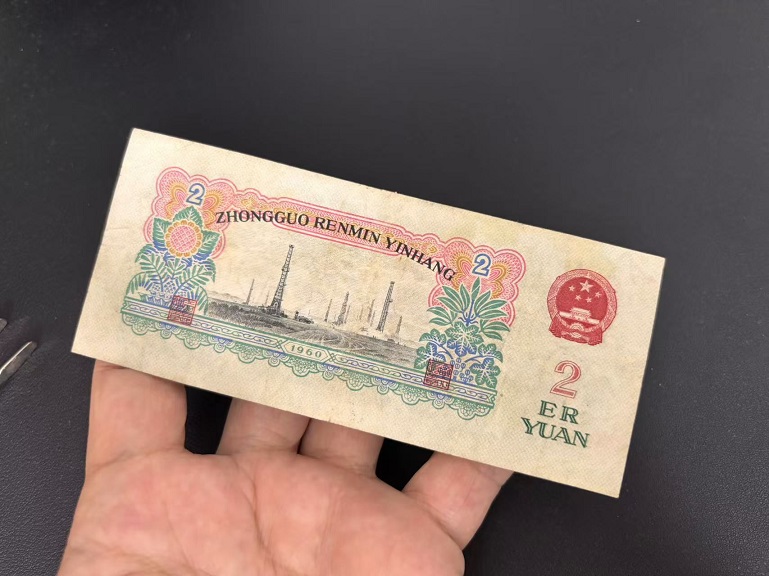 2
ZHONGGUO RENMIN YINHANG
2
1960
2
ER
YUAN